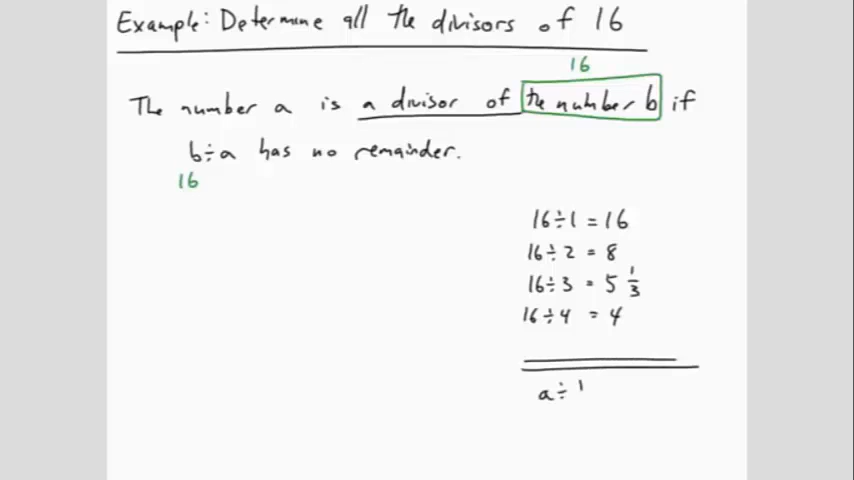 Example: Determine all the divisors of 16
16
The number a is a divisor of the number b if
b÷a has no remainder.
16
16÷1 = 16
16÷2 = 8
16÷3 = 5 1/3
16÷4 = 4
a÷1